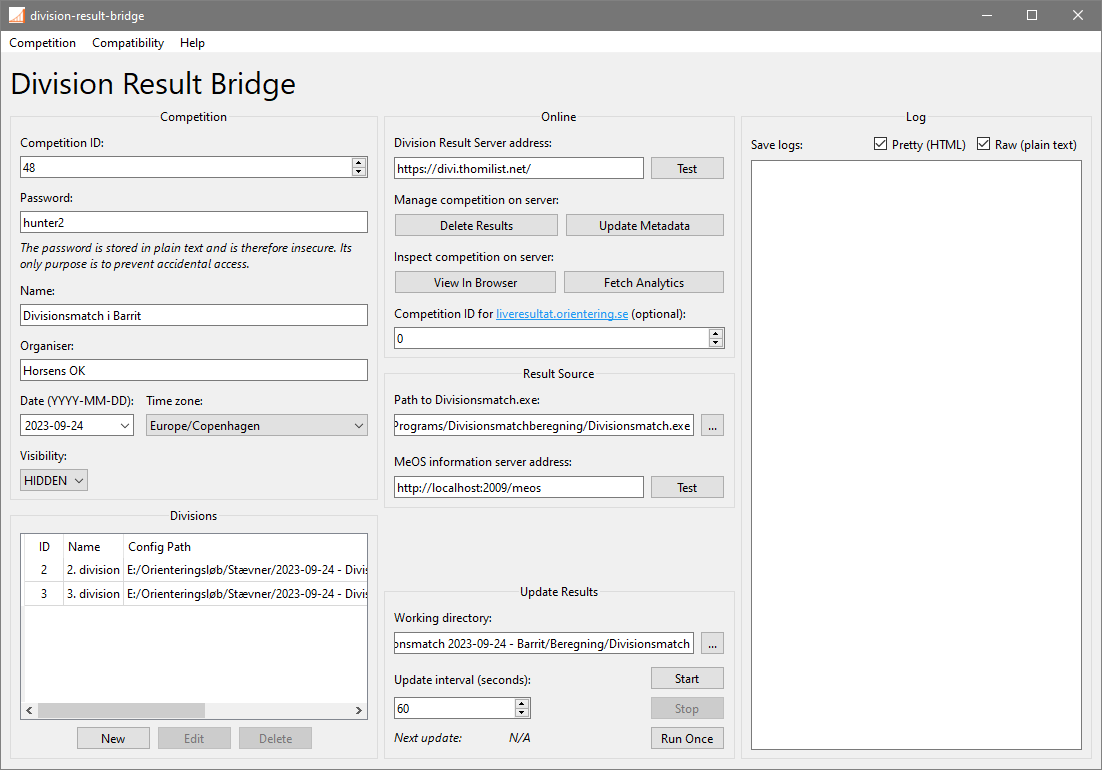 division-result-bridge
Competition Compatibility Help
Division Result Bridge
Competition
Competition ID:
48
Password:
hunter2
The password is stored in plain text and is therefore insecure. Its
only purpose is to prevent accidental access.
Name:
Divisionsmatch i Barrit
Organiser:
Horsens OK
Date (YYYY-MM-DD): Time zone:
2023-09-24 Europe/Copenhagen
Visibility:
HIDDEN
Divisions
ID Name Config Path
2 2. division E:/Orienteringsløb/Stævner/2023-09-24 - Divis
3 3. division E:/Orienteringsløb/Stævner/2023-09-24 - Divis
New Edit Delete
Online
Division Result Server address:
https://divi.thomilist.net/ Test
Manage competition on server:
Delete Results Update Metadata
Inspect competition on server:
View In Browser Fetch Analytics
Competition ID for liveresultat.orientering.se (optional):
0
Result Source
Path to Divisionsmatch.exe:
Programs/Divisionsmatchberegning/Divisionsmatch.exe ...
MeOS information server address:
http://localhost:2009/meos Test
Update Results
Working directory:
onsmatch 2023-09-24 - Barrit/Beregning/Divisionsmatch ...
Update interval (seconds): Start
60 Stop
Next update: N/A Run Once
Log
Save logs: Pretty (HTML) Raw (plain text)